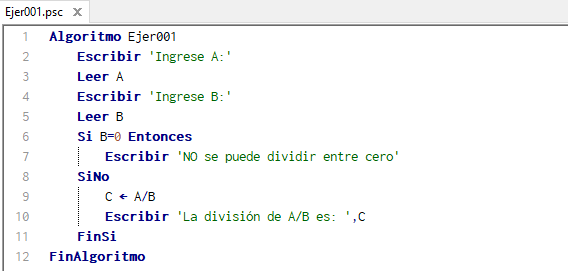 Ejer001.psc X
1 Algoritmo Ejer001
2 Escribir 'Ingrese A:'
3 Leer A
4 Escribir 'Ingrese B:'
5 Leer B
6 Si B=0 Entonces
7 Escribir 'NO se puede dividir entre cero'
8 SiNo
9 C ← A/B
10 Escribir 'La división de A/B es: ',C
11 FinSi
12 FinAlgoritmo